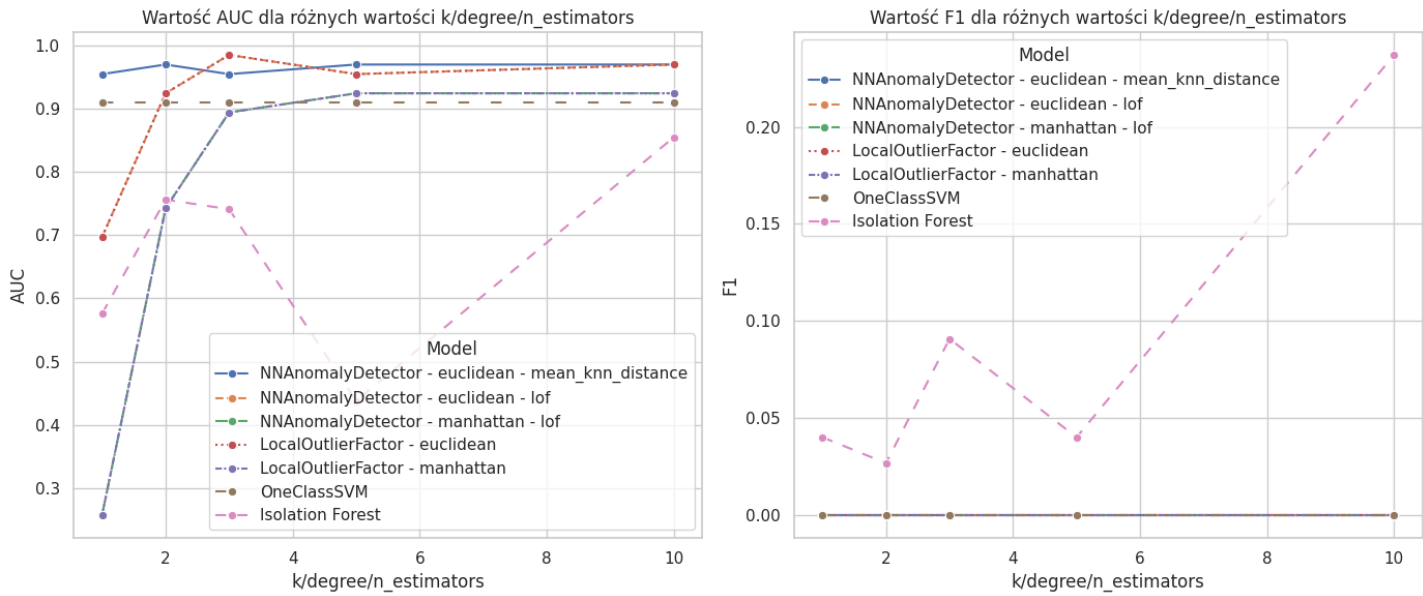 Wartość AUC dla różnych wartości k/degree/n_estimators
1.0
0.9
0.8
0.7
0.6
0.5
0.4
0.3
AUC
Model
NNAnomalyDetector - euclidean - mean_knn_distance
NNAnomalyDetector - euclidean - lof
NNAnomalyDetector - manhattan - lof
LocalOutlierFactor - euclidean
LocalOutlierFactor - manhattan
OneClassSVM
Isolation Forest
2
4
6
8
10
k/degree/n_estimators
Wartość F1 dla różnych wartości k/degree/n_estimators
Model
NNAnomalyDetector - euclidean - mean_knn_distance
NNAnomalyDetector - euclidean - lof
NNAnomalyDetector - manhattan - lof
LocalOutlierFactor - euclidean
LocalOutlierFactor - manhattan
OneClassSVM
Isolation Forest
0.20
0.15
0.10
0.05
0.00
F1
2
4
6
8
10
k/degree/n_estimators